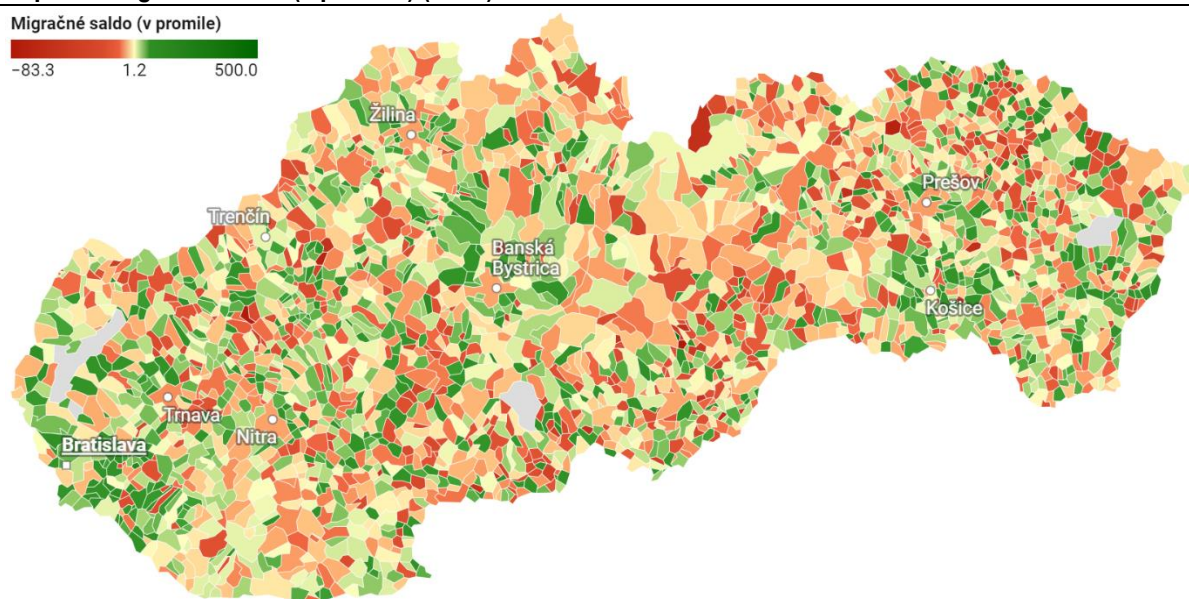 Migračné saldo (v promile)
−83.3 1.2 500.0
Žilina
Prešov
Trenčín
Banská
Bystrica
Košice
Trnava
Nitra
Bratislava